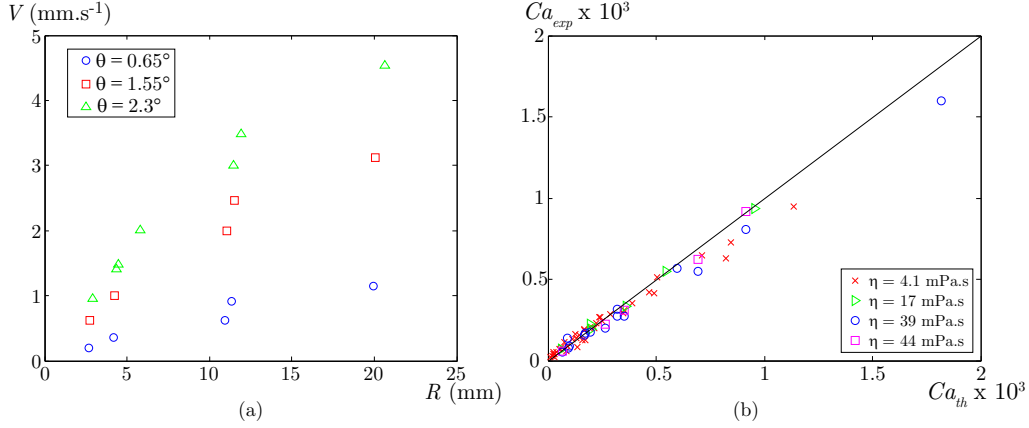 V (mm.s⁻¹)
5
4
3
2
1
0
θ = 0.65°
θ = 1.55°
θ = 2.3°
0 5 10 15 20 25
R (mm)
(a)
Ca_exp x 10³
2
1.5
1
0.5
0
η = 4.1 mPa.s
η = 17 mPa.s
η = 39 mPa.s
η = 44 mPa.s
0 0.5 1 1.5 2
Ca_th x 10³
(b)